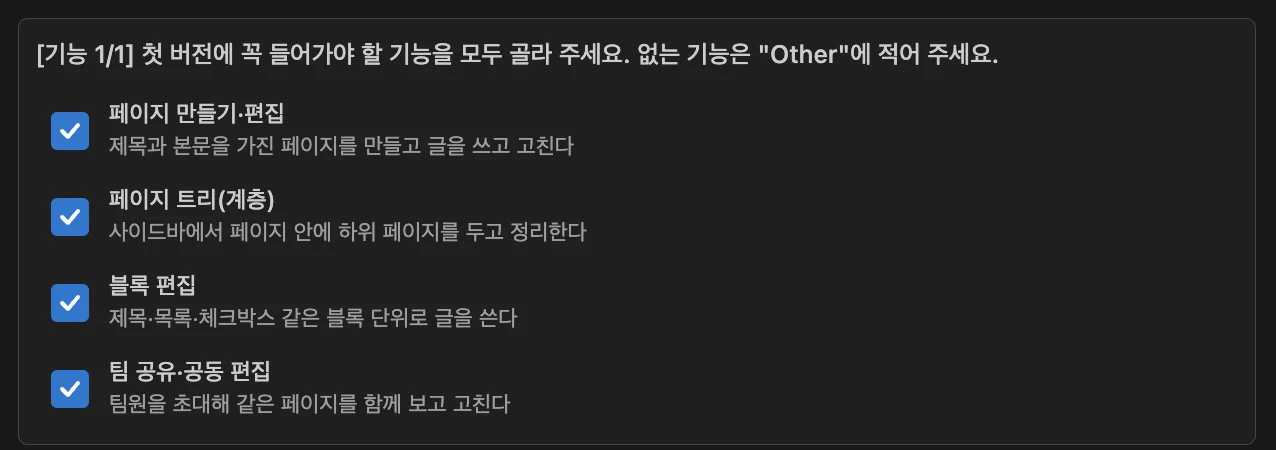 [기능 1/1] 첫 버전에 꼭 들어가야 할 기능을 모두 골라 주세요. 없는 기능은 "Other"에 적어 주세요.
페이지 만들기·편집
제목과 본문을 가진 페이지를 만들고 글을 쓰고 고친다
페이지 트리(계층)
사이드바에서 페이지 안에 하위 페이지를 두고 정리한다
블록 편집
제목·목록·체크박스 같은 블록 단위로 글을 쓴다
팀 공유·공동 편집
팀원을 초대해 같은 페이지를 함께 보고 고친다